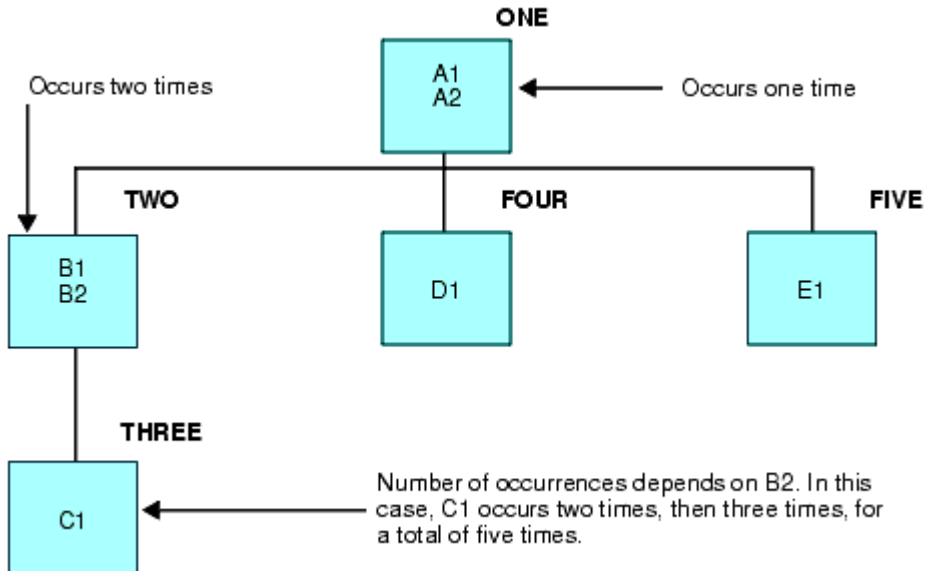 ONE
A1
A2
Occurs two times
Occurs one time
TWO
FOUR
FIVE
B1
B2
D1
E1
THREE
C1
Number of occurrences depends on B2. In this
case, C1 occurs two times, then three times, for
a total of five times.